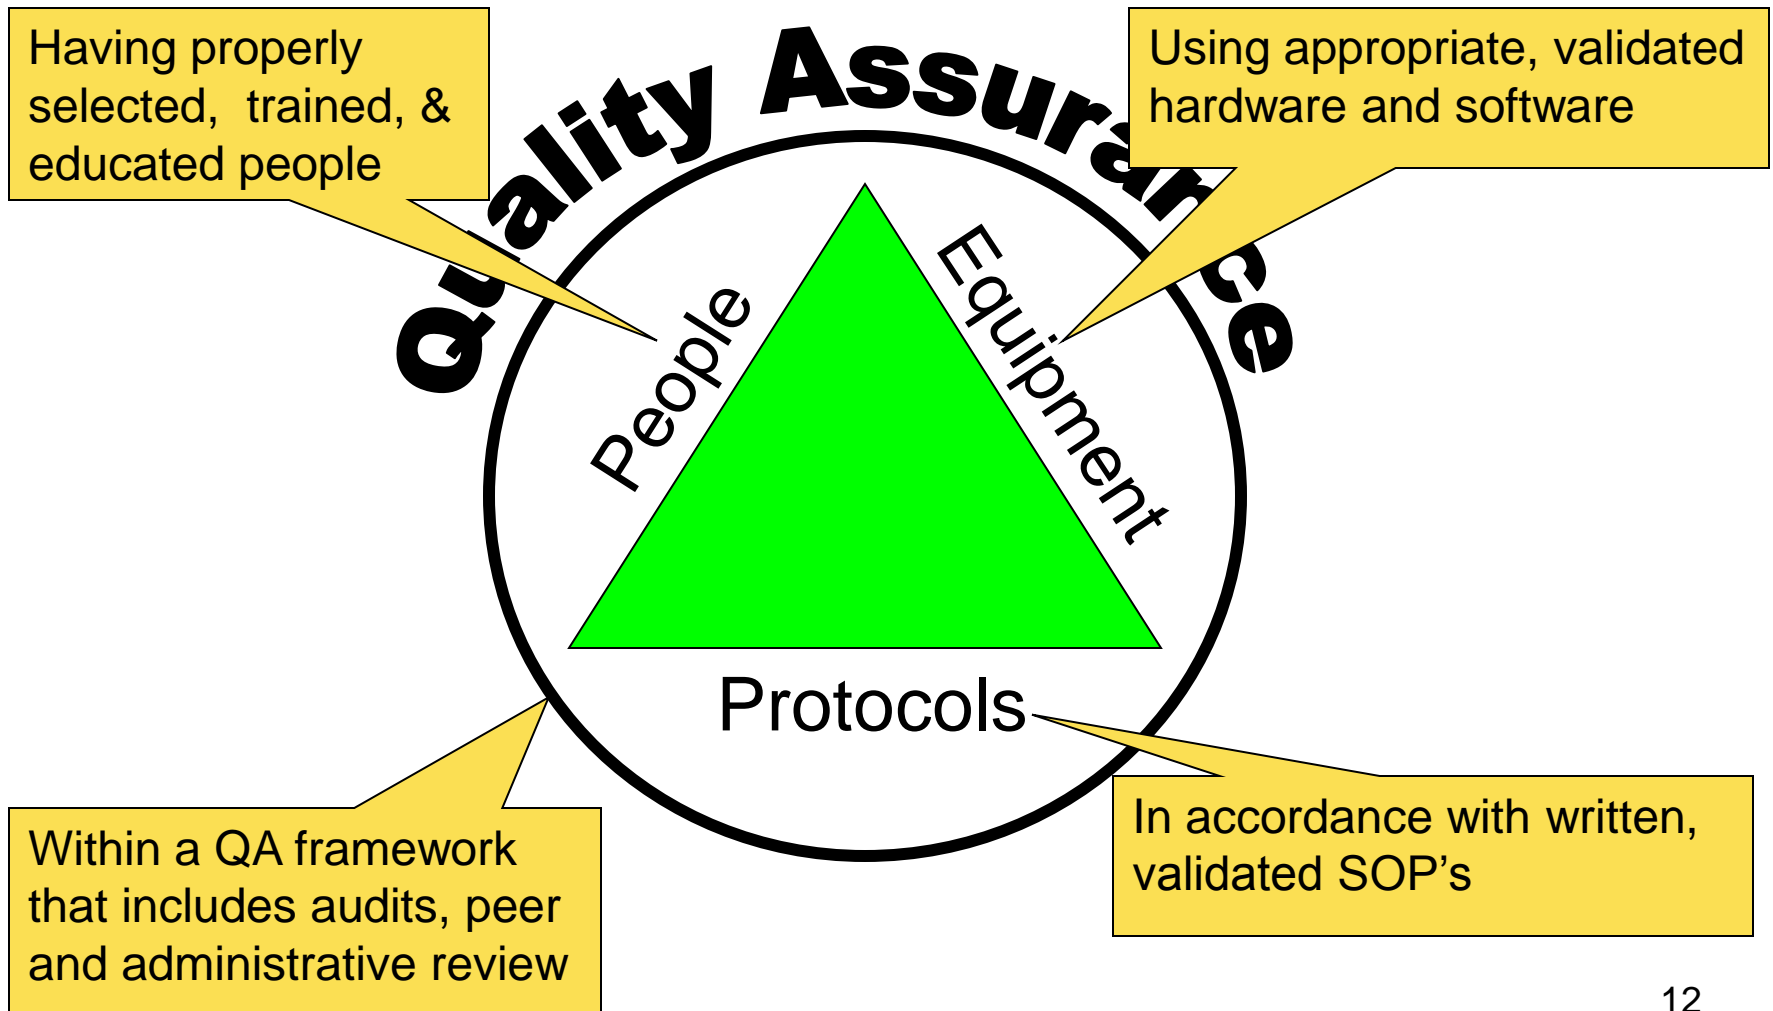 Having properly
selected, trained, &
educated people
Quality Assurance
Using appropriate, validated
hardware and software
People
Equipment
Protocols
Within a QA framework
that includes audits, peer
and administrative review
In accordance with written,
validated SOP’s
12